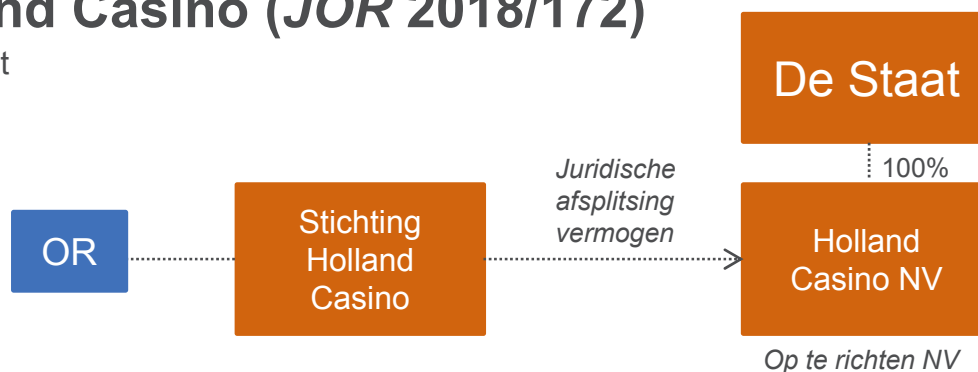 nd Casino (JOR 2018/172)
t
De Staat
100%
Juridische
afsplitsing
vermogen
OR
Stichting
Holland
Casino
Holland
Casino NV
Op te richten NV